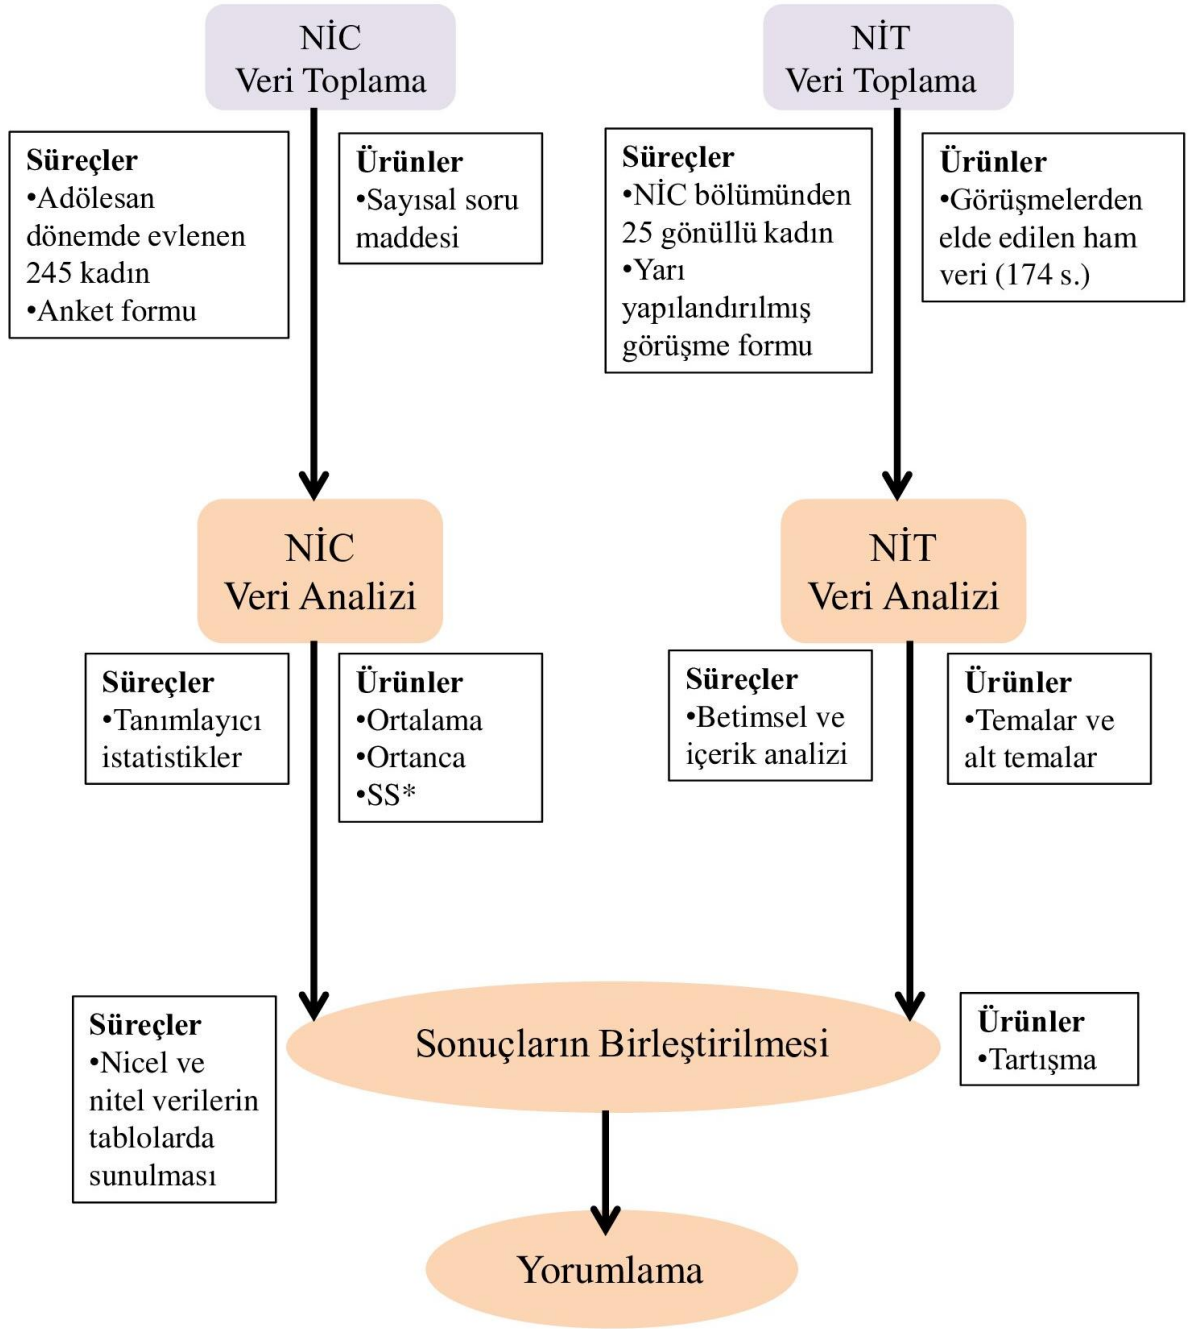 NİC
Veri Toplama
NİT
Veri Toplama
Süreçler
•Adölesan
dönemde evlenen
245 kadın
•Anket formu
Ürünler
•Sayısal soru
maddesi
Süreçler
•NİC bölümünden
25 gönüllü kadın
•Yarı
yapılandırılmış
görüşme formu
Ürünler
•Görüşmelerden
elde edilen ham
veri (174 s.)
NİC
Veri Analizi
NİT
Veri Analizi
Süreçler
•Tanımlayıcı
istatistikler
Ürünler
•Ortalama
•Ortanca
•SS*
Süreçler
•Betimsel ve
içerik analizi
Ürünler
•Temalar ve
alt temalar
Süreçler
•Nicel ve
nitel verilerin
tablolarda
sunulması
Sonuçların Birleştirilmesi
Ürünler
•Tartışma
Yorumlama